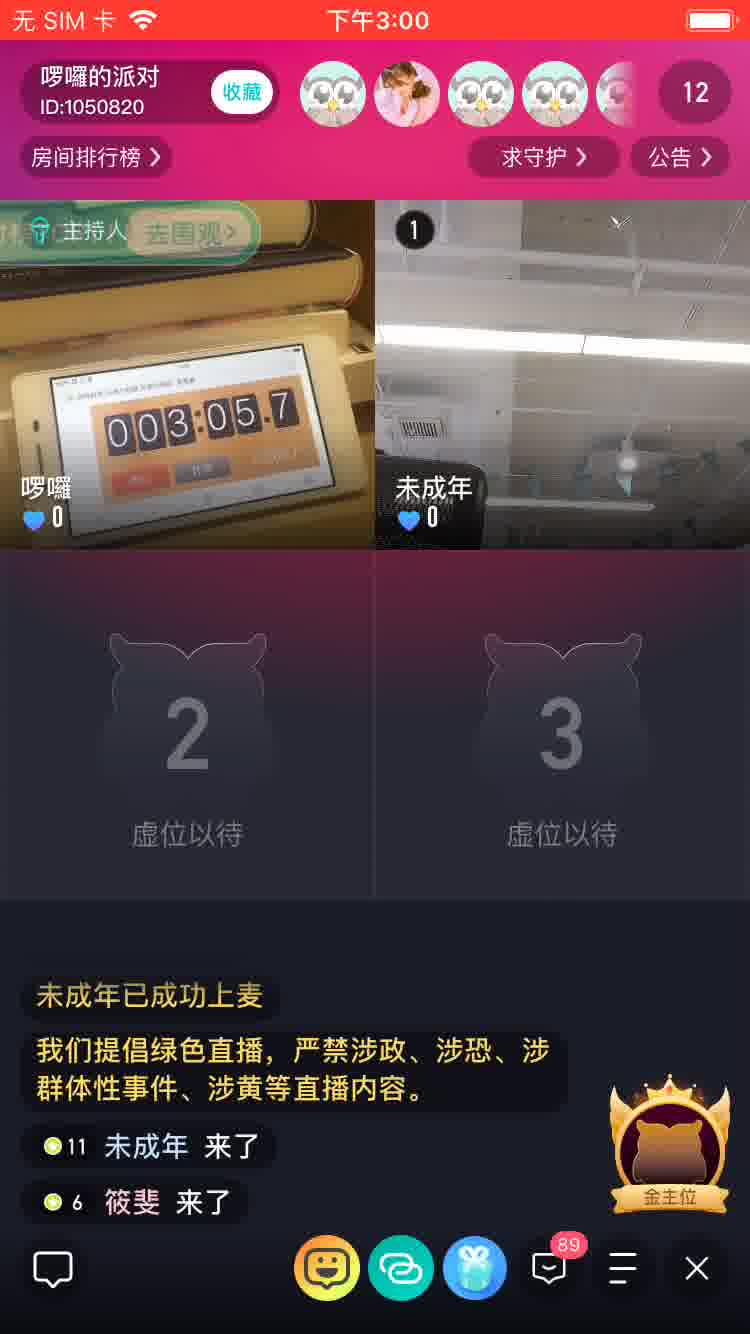 无 SIM 卡
下午3:00
啰囉的派对
ID:1050820
收藏
12
房间排行榜
求守护
公告
主持人
去围观
1
003:05.7
啰囉
0
未成年
0
2
虚位以待
3
虚位以待
未成年已成功上麦
我们提倡绿色直播，严禁涉政、涉恐、涉
群体性事件、涉黄等直播内容。
11 未成年 来了
金主位
6 筱斐 来了
89